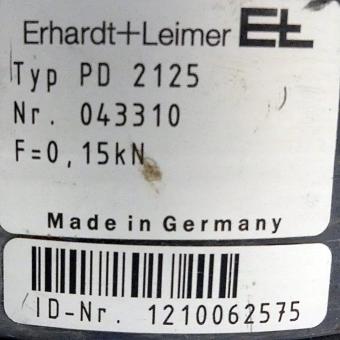 Erhardt+Leimer E+L
Typ PD 2125
Nr. 043310
F=0,15kN
Made in Germany
ID-Nr. 1210062575